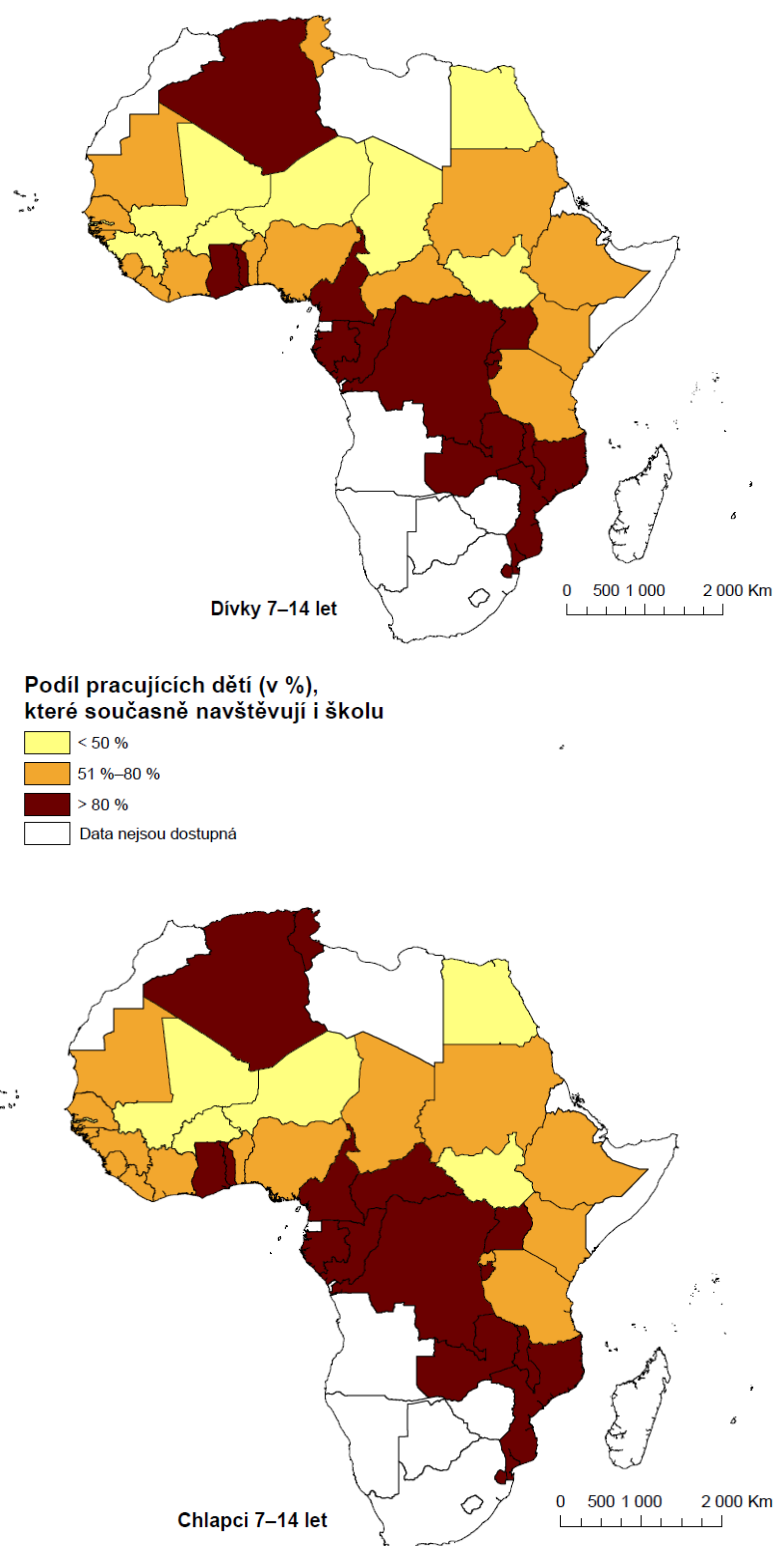 Dívky 7–14 let
0 500 1 000 2 000 Km
Podíl pracujících dětí (v %),
které současně navštěvují i školu
< 50 %
51 %–80 %
> 80 %
Data nejsou dostupná
Chlapci 7–14 let
0 500 1 000 2 000 Km